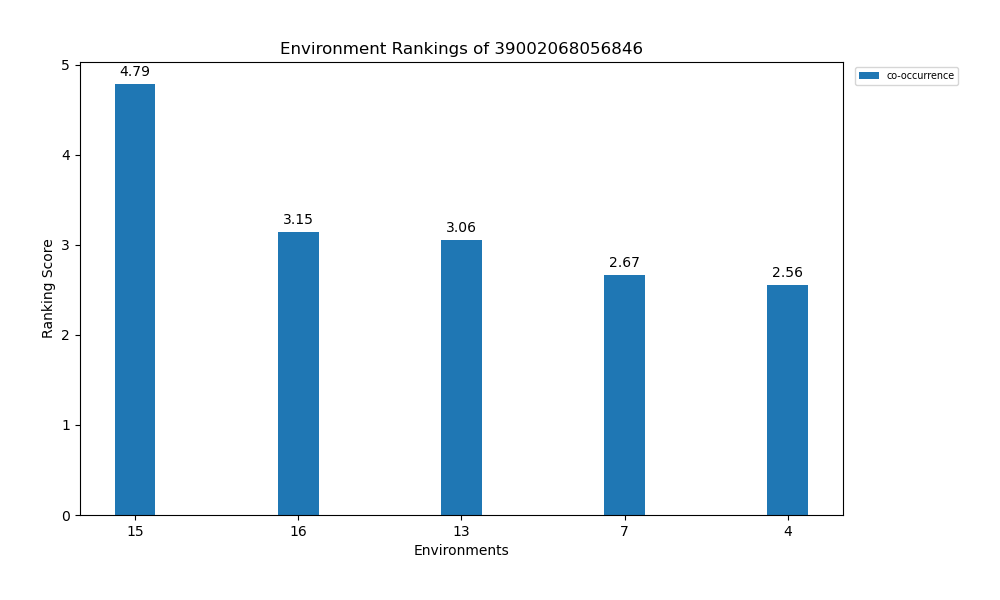 Environment Rankings of 39002068056846
co-occurrence
Ranking Score
5
4
3
2
1
0
4.79
3.15
3.06
2.67
2.56
15 16 13 7 4
Environments